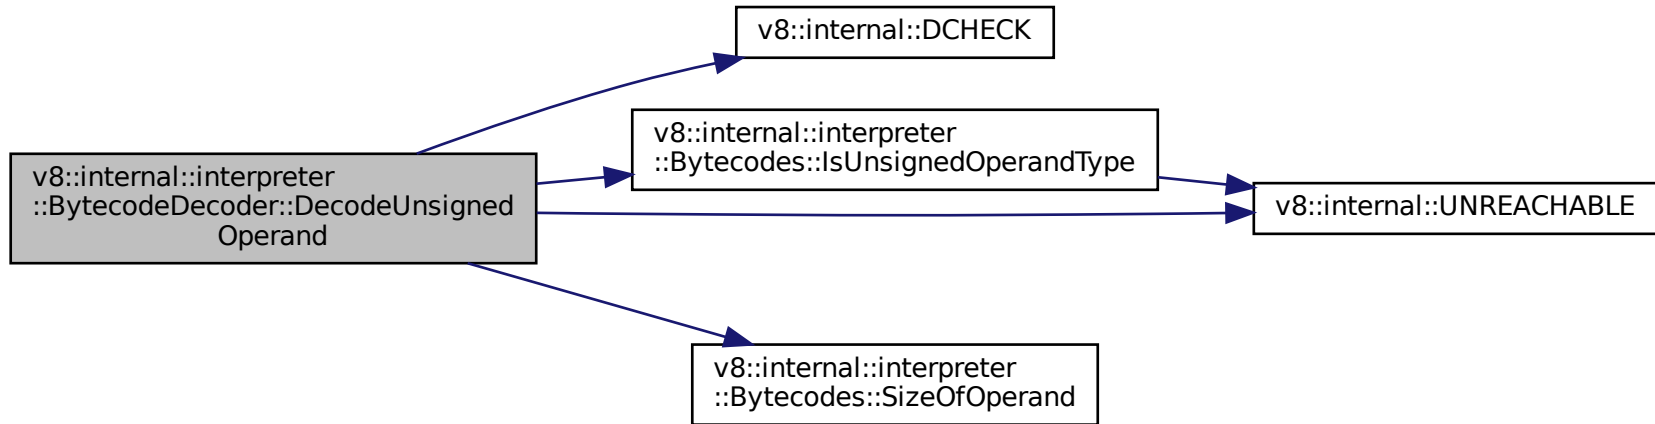 v8::internal::DCHECK
v8::internal::interpreter
::Bytecodes::IsUnsignedOperandType
v8::internal::interpreter
::BytecodeDecoder::DecodeUnsigned
Operand
v8::internal::UNREACHABLE
v8::internal::interpreter
::Bytecodes::SizeOfOperand